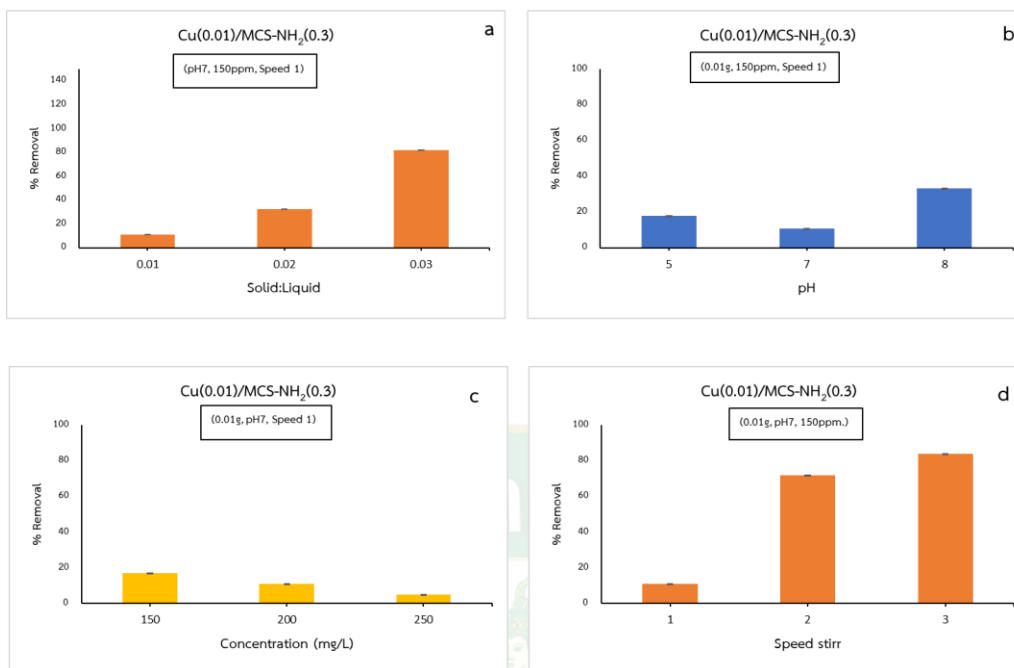 Cu(0.01)/MCS-NH₂(0.3)
a
(pH7, 150ppm, Speed 1)
140
120
100
80
60
40
20
0
% Removal
0.01 0.02 0.03
Solid:Liquid
Cu(0.01)/MCS-NH₂(0.3)
b
(0.01g, 150ppm, Speed 1)
100
80
60
40
20
0
% Removal
5 7 8
pH
Cu(0.01)/MCS-NH₂(0.3)
c
(0.01g, pH7, Speed 1)
100
80
60
40
20
0
% Removal
150 200 250
Concentration (mg/L)
Cu(0.01)/MCS-NH₂(0.3)
d
(0.01g, pH7, 150ppm.)
100
80
60
40
20
0
% Removal
1 2 3
Speed stirr